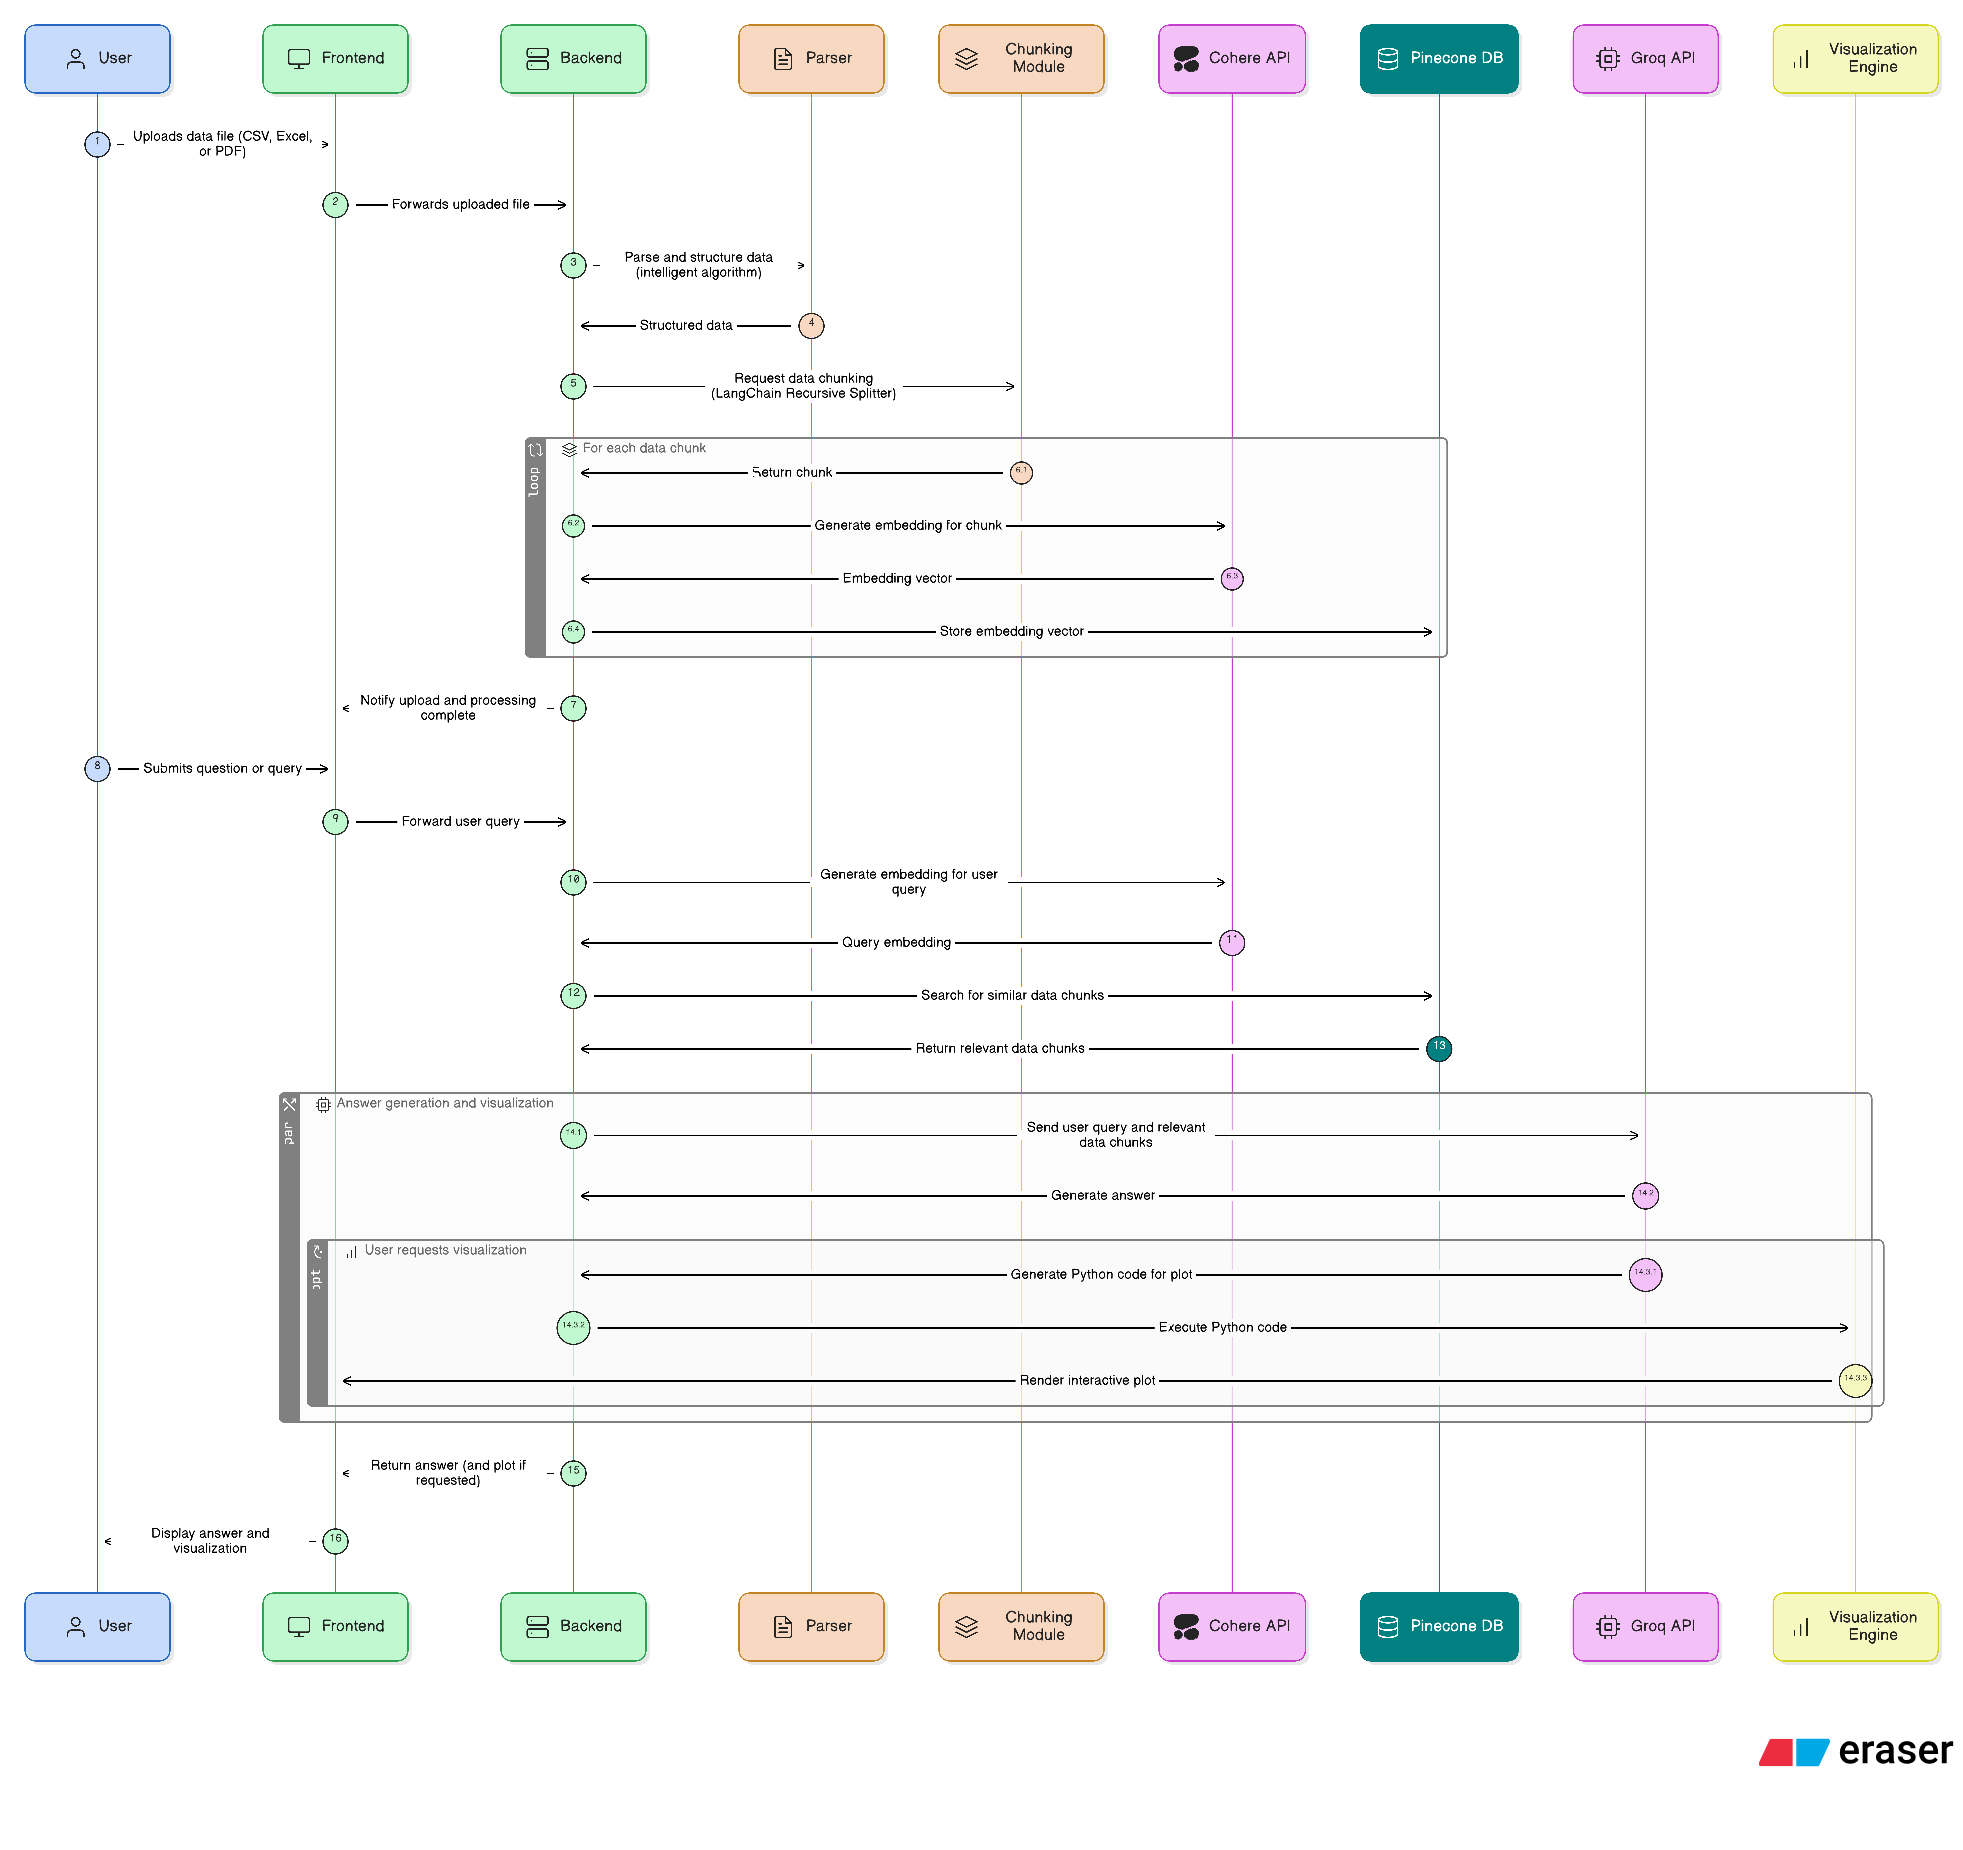 User
Frontend
Backend
Parser
Chunking
Module
Cohere API
Pinecone DB
Groq API
Visualization
Engine
1
Uploads data file (CSV, Excel,
or PDF)
2
Forwards uploaded file
3
Parse and structure data
(intelligent algorithm)
Structured data
4
5
Request data chunking
(LangChain Recursive Splitter)
loop
For each data chunk
Return chunk
6.1
6.2
Generate embedding for chunk
Embedding vector
6.3
6.4
Store embedding vector
Notify upload and processing
complete
7
8
Submits question or query
9
Forward user query
10
Generate embedding for user
query
Query embedding
11
12
Search for similar data chunks
Return relevant data chunks
13
par
Answer generation and visualization
14.1
Send user query and relevant
data chunks
Generate answer
14.2
opt
User requests visualization
Generate Python code for plot
14.3.1
14.3.2
Execute Python code
Render interactive plot
14.3.3
Return answer (and plot if
requested)
15
Display answer and
visualization
16
User
Frontend
Backend
Parser
Chunking
Module
Cohere API
Pinecone DB
Groq API
Visualization
Engine
eraser